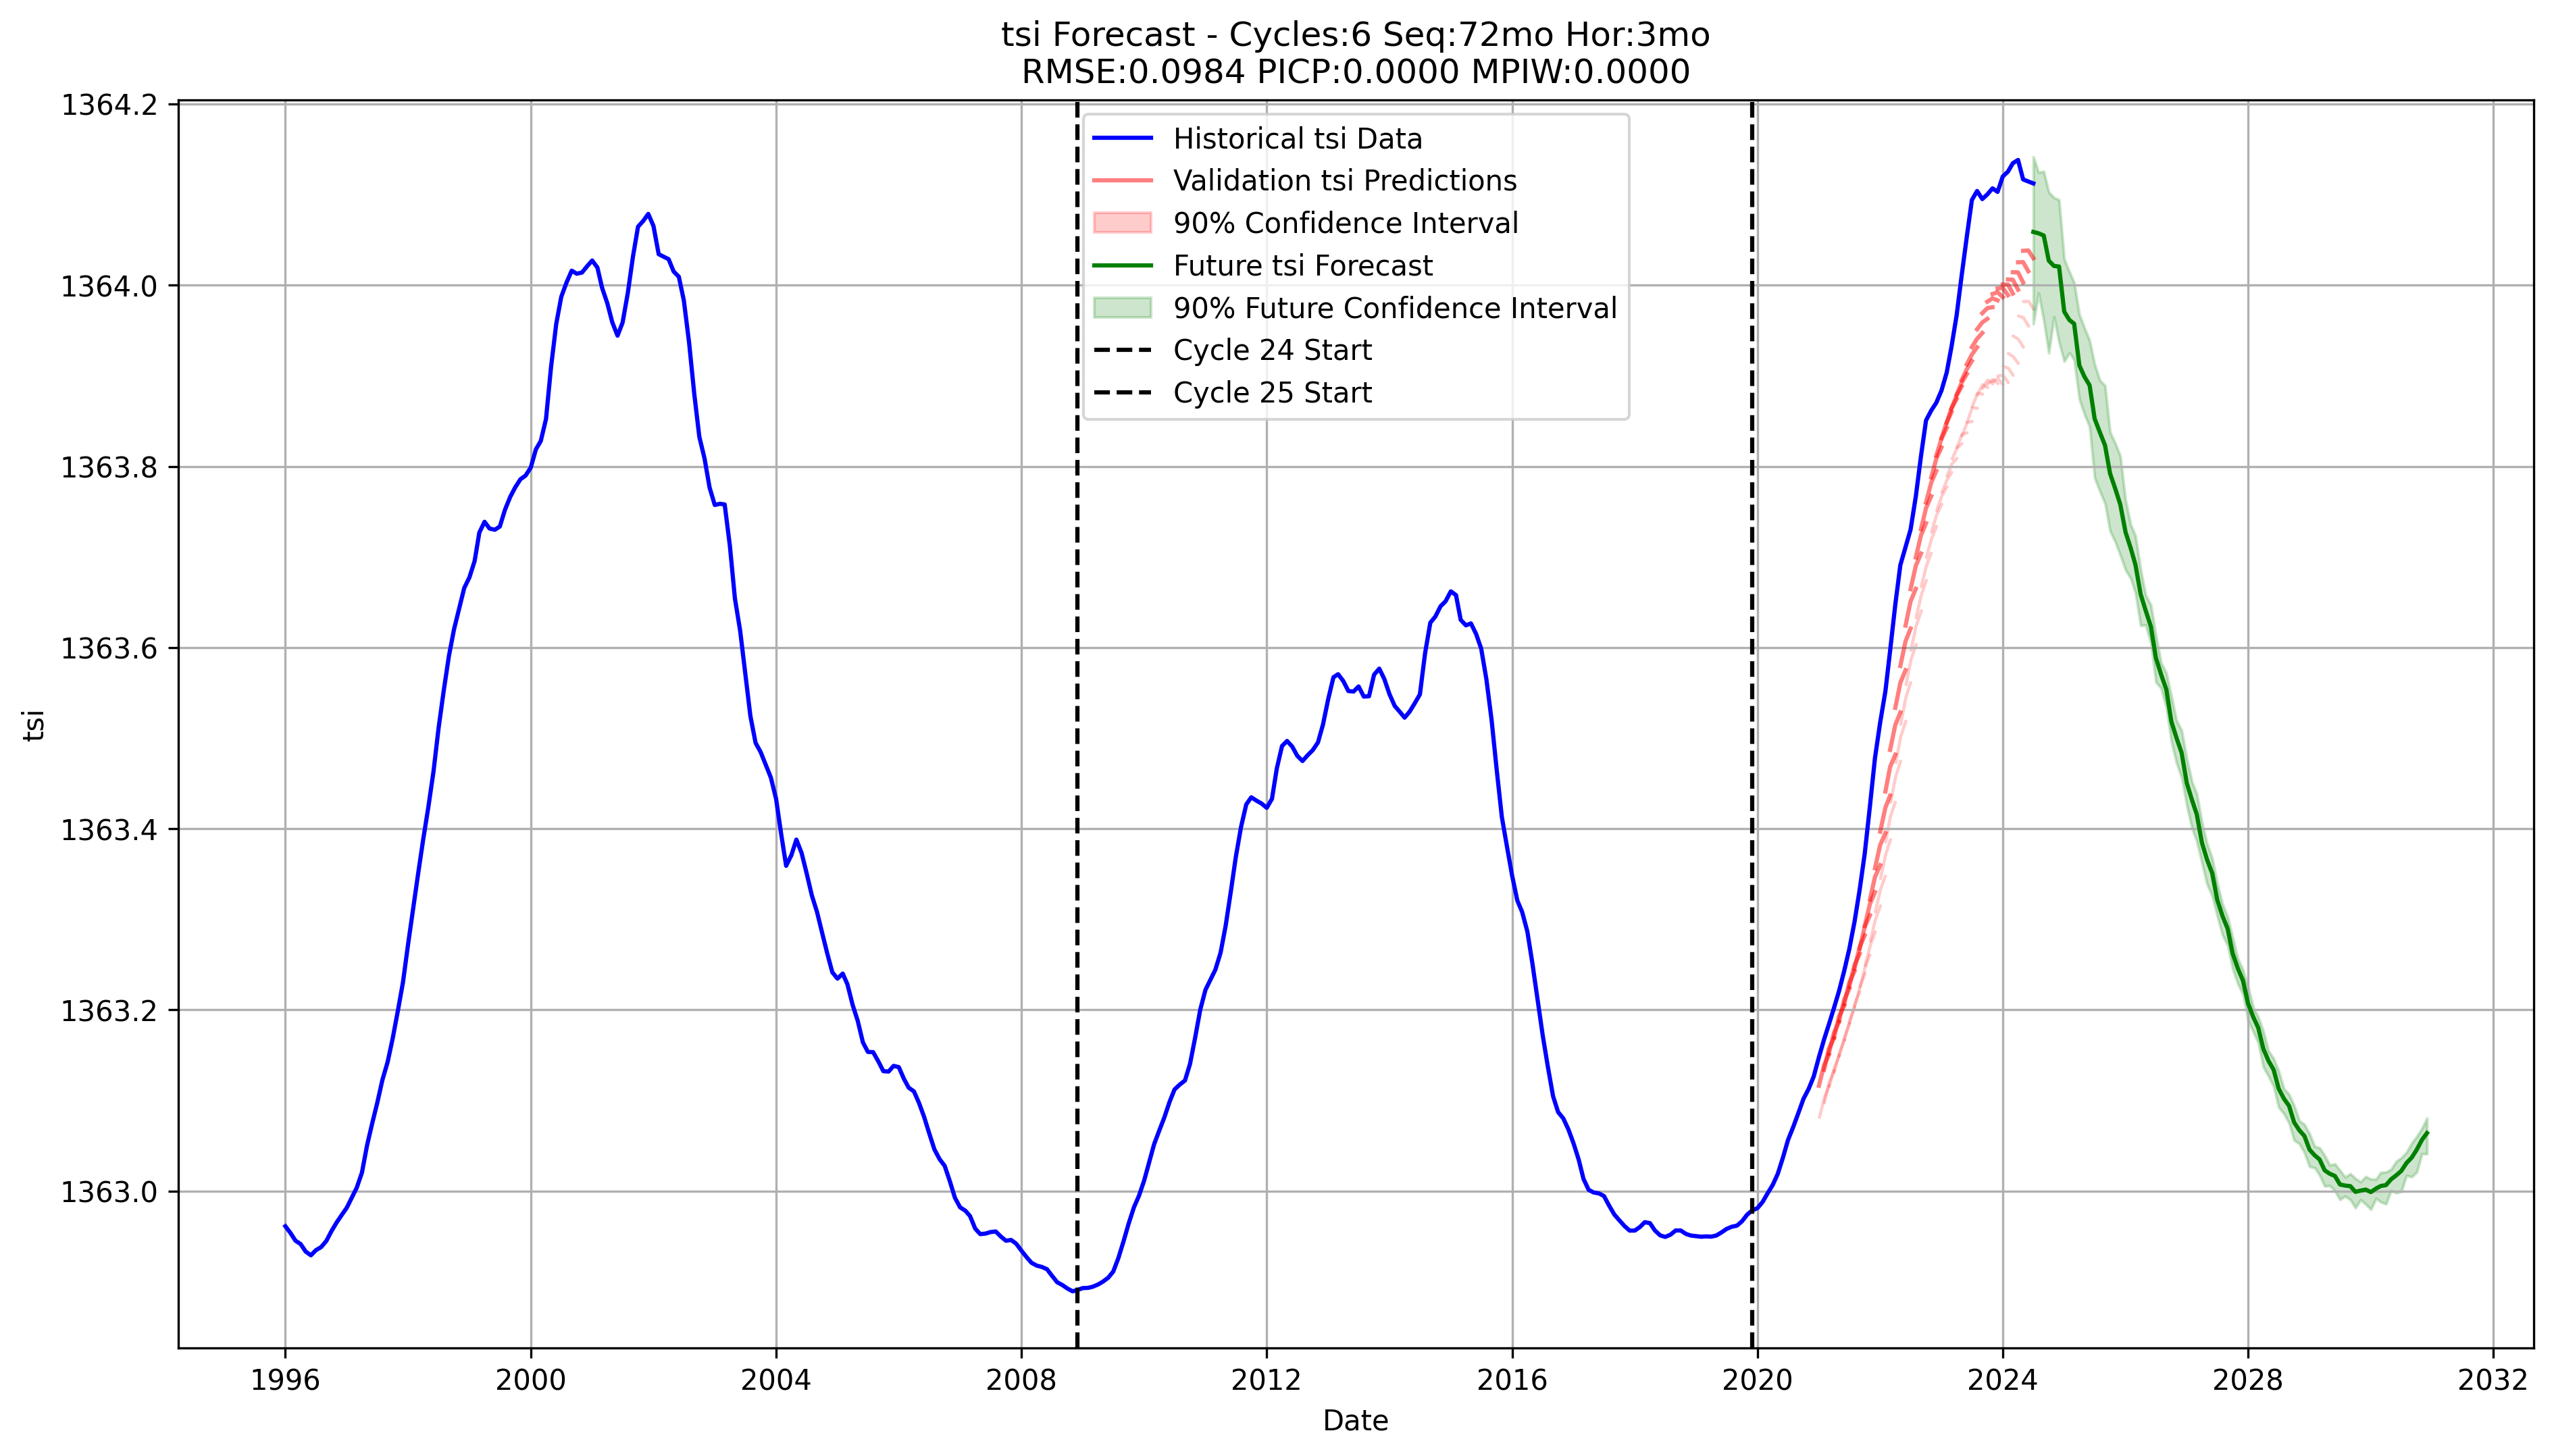 tsi Forecast - Cycles:6 Seq:72mo Hor:3mo
RMSE:0.0984 PICP:0.0000 MPIW:0.0000
1364.2
1364.0
1363.8
1363.6
1363.4
1363.2
1363.0
tsi
Historical tsi Data
Validation tsi Predictions
90% Confidence Interval
Future tsi Forecast
90% Future Confidence Interval
Cycle 24 Start
Cycle 25 Start
1996 2000 2004 2008 2012 2016 2020 2024 2028 2032
Date